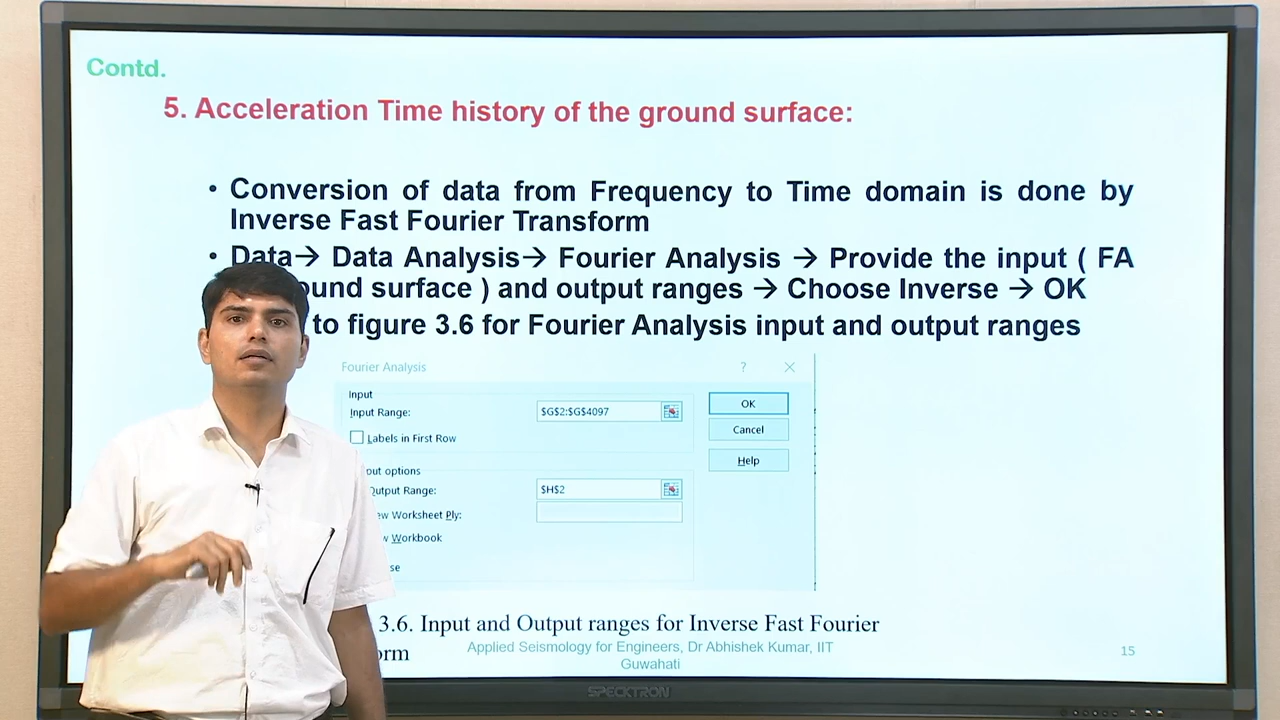 Contd.
5. Acceleration Time history of the ground surface:
• Conversion of data from Frequency to Time domain is done by
Inverse Fast Fourier Transform
• Data→ Data Analysis→ Fourier Analysis → Provide the input ( FA
surface ) and output ranges → Choose Inverse → OK
to figure 3.6 for Fourier Analysis input and output ranges
Fourier Analysis ?
Input
Input Range: $G$2:$G$4097
Labels in First Row
OK
Cancel
Help
options
Output Range: $H$2
Worksheet Ply:
Workbook
3.6. Input and Output ranges for Inverse Fast Fourier
Applied Seismology for Engineers, Dr Abhishek Kumar, IIT
Guwahati
15
SPECKTRON